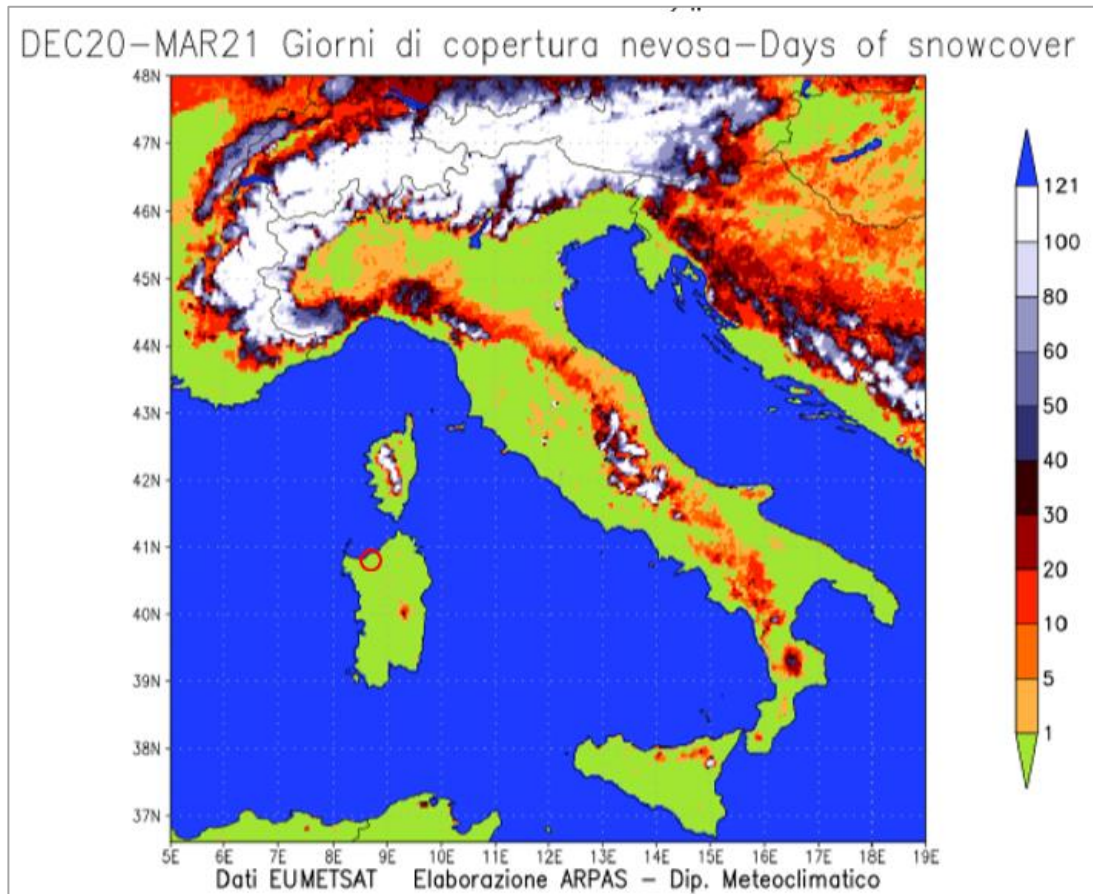 DEC20-MAR21 Giorni di copertura nevosa-Days of snowcover
48N
47N
46N
45N
44N
43N
42N
41N
40N
39N
38N
37N
5E 6E 7E 8E 9E 10E 11E 12E 13E 14E 15E 16E 17E 18E 19E
121
100
80
60
50
40
30
20
10
5
1
Dati EUMETSAT Elaborazione ARPAS - Dip. Meteoclimatico